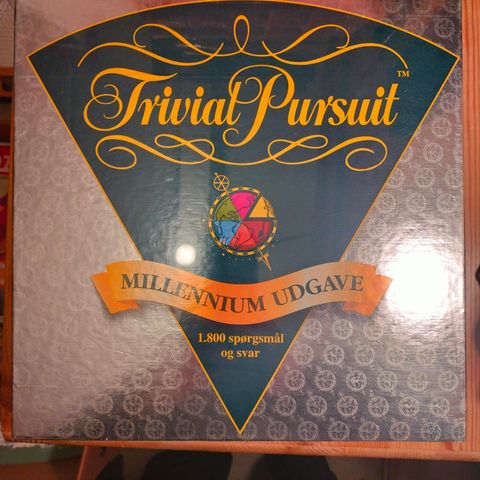 Trivial Pursuit™
MILLENNIUM UDGAVE
1.800 spørgsmål
og svar